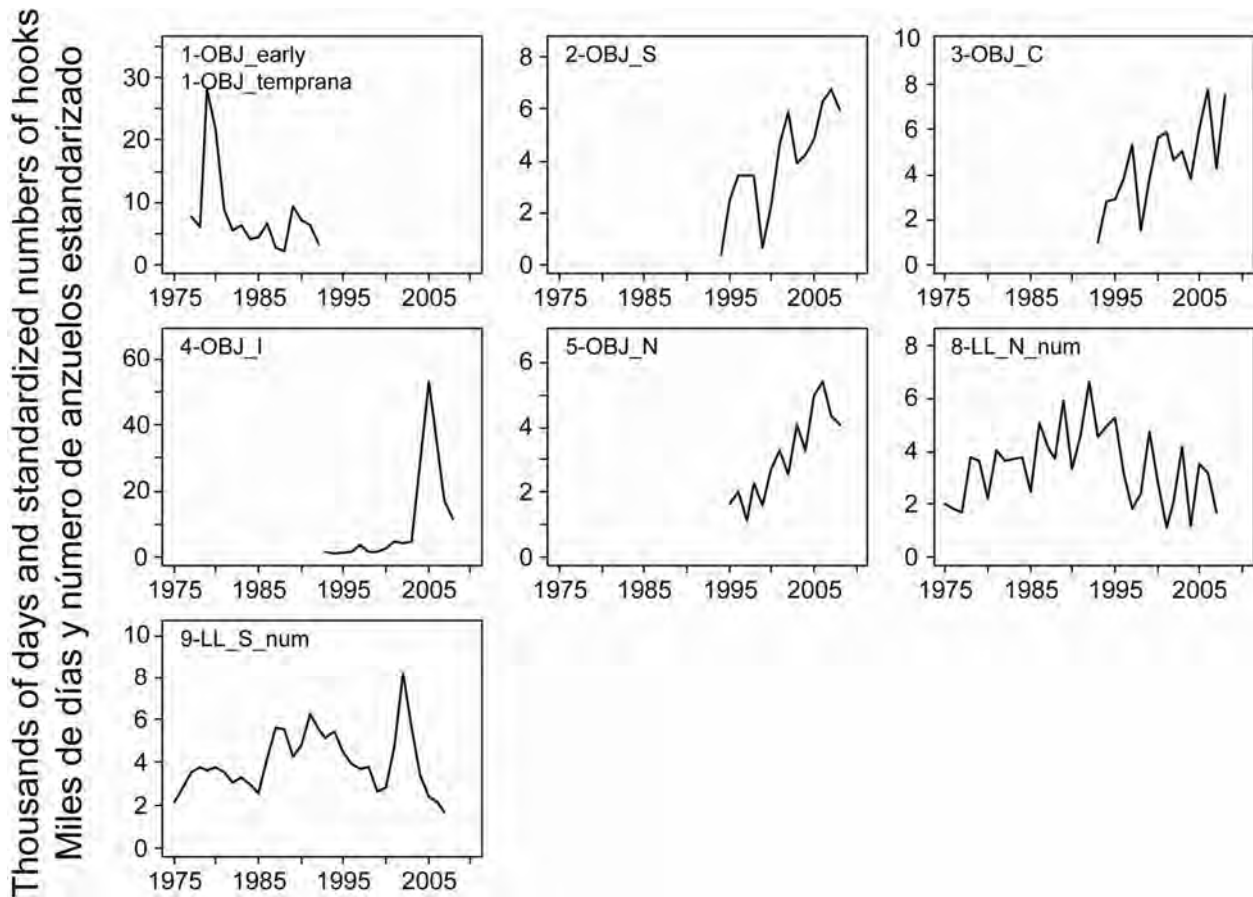 Thousands of days and standardized numbers of hooks
Miles de días y número de anzuelos estandarizado
1-OBJ_early
1-OBJ_temprana
30
20
10
0
1975 1985 1995 2005
2-OBJ_S
8
6
4
2
0
1975 1985 1995 2005
3-OBJ_C
10
8
6
4
2
0
1975 1985 1995 2005
4-OBJ_I
60
40
20
0
1975 1985 1995 2005
5-OBJ_N
6
4
2
0
1975 1985 1995 2005
8-LL_N_num
8
6
4
2
0
1975 1985 1995 2005
9-LL_S_num
10
8
6
4
2
0
1975 1985 1995 2005